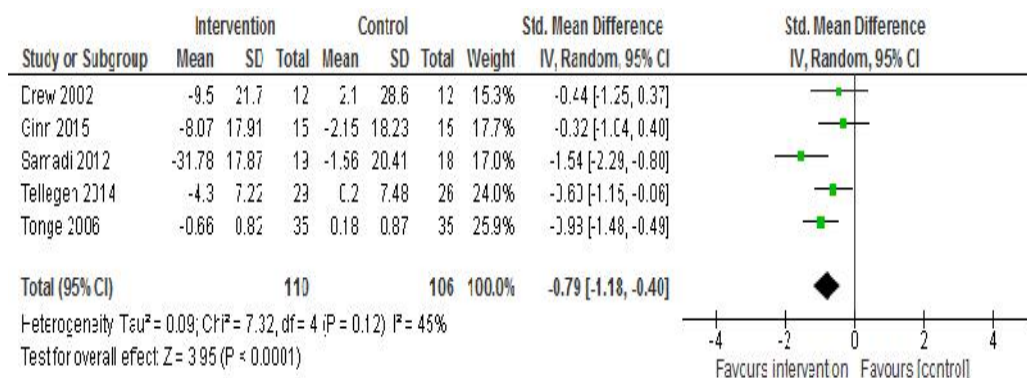 Intervention Control Std. Mean Difference Std. Mean Difference
Study or Subgroup Mean SD Total Mean SD Total Weight IV, Random, 95% CI IV, Random, 95% CI
Drew 2002 -9.5 21.7 12 2.1 28.6 12 15.3% -0.44 [-1.25, 0.37]
Ginn 2015 -8.07 17.91 15 -2.15 18.23 15 17.7% -0.32 [-1.04, 0.40]
2012 -31.78 17.87 19 -1.56 20.41 18 17.0% -1.54 [-2.29, -0.80]
Tellegen 2014 -4.3 7.22 29 0.2 7.48 26 24.0% -0.60 [-1.15, -0.06]
Tonge 2006 -0.66 0.82 35 0.18 0.87 35 25.9% -0.98 [-1.48, -0.49]
Total (95% CI) 110 106 100.0% -0.79 [-1.18, -0.40]
Heterogeneity: Tau² = 0.09; Chi² = 7.32, df = 4 (P = 0.12) I² = 45%
Test for overall effect: Z = 3.95 (P < 0.0001)
-4 -2 0 2 4
Favours intervention Favours [control]